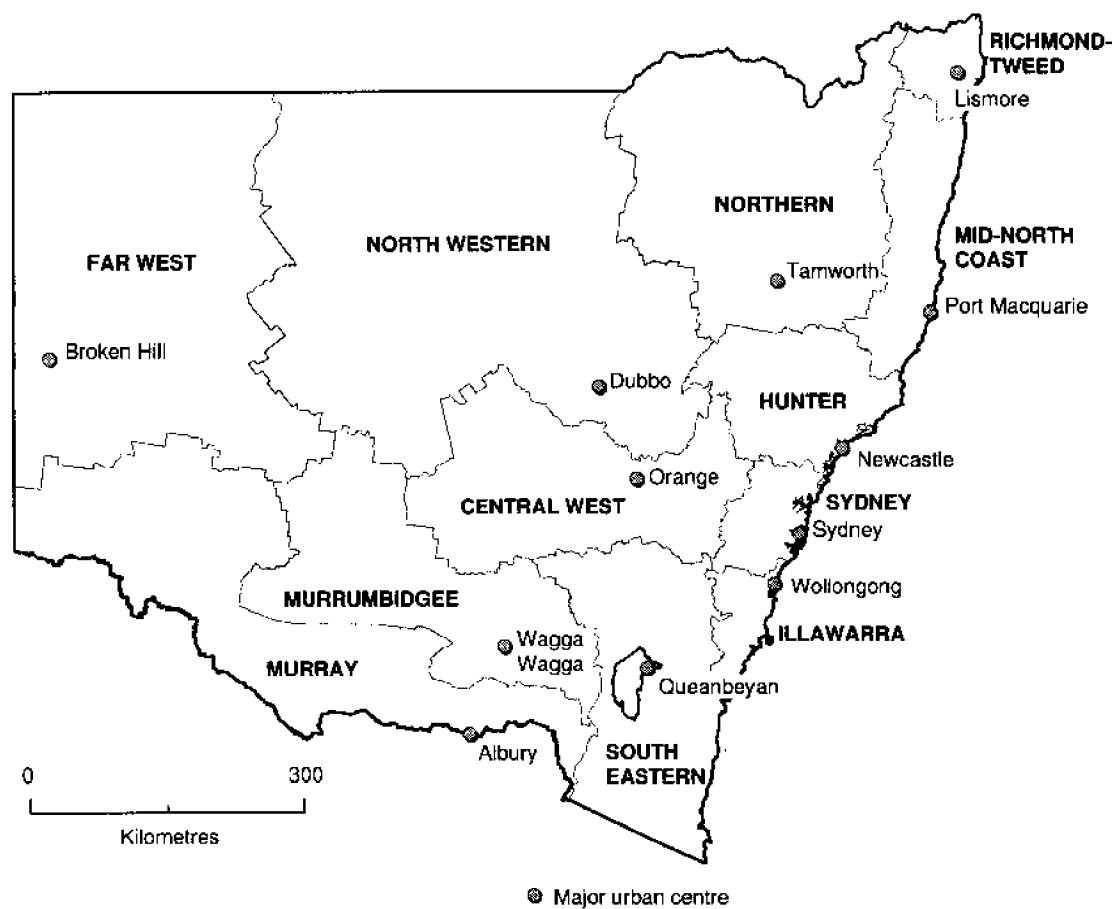 RICHMOND-
TWEED
Lismore
NORTHERN
NORTH WESTERN
MID-NORTH
COAST
FAR WEST
Tamworth
Port Macquarie
Broken Hill
Dubbo
HUNTER
Newcastle
Orange
CENTRAL WEST
SYDNEY
Sydney
Wollongong
MURRUMBIDGEE
ILLAWARRA
Wagga
Wagga
MURRAY
Queanbeyan
Albury
SOUTH
EASTERN
0 300
Kilometres
Major urban centre